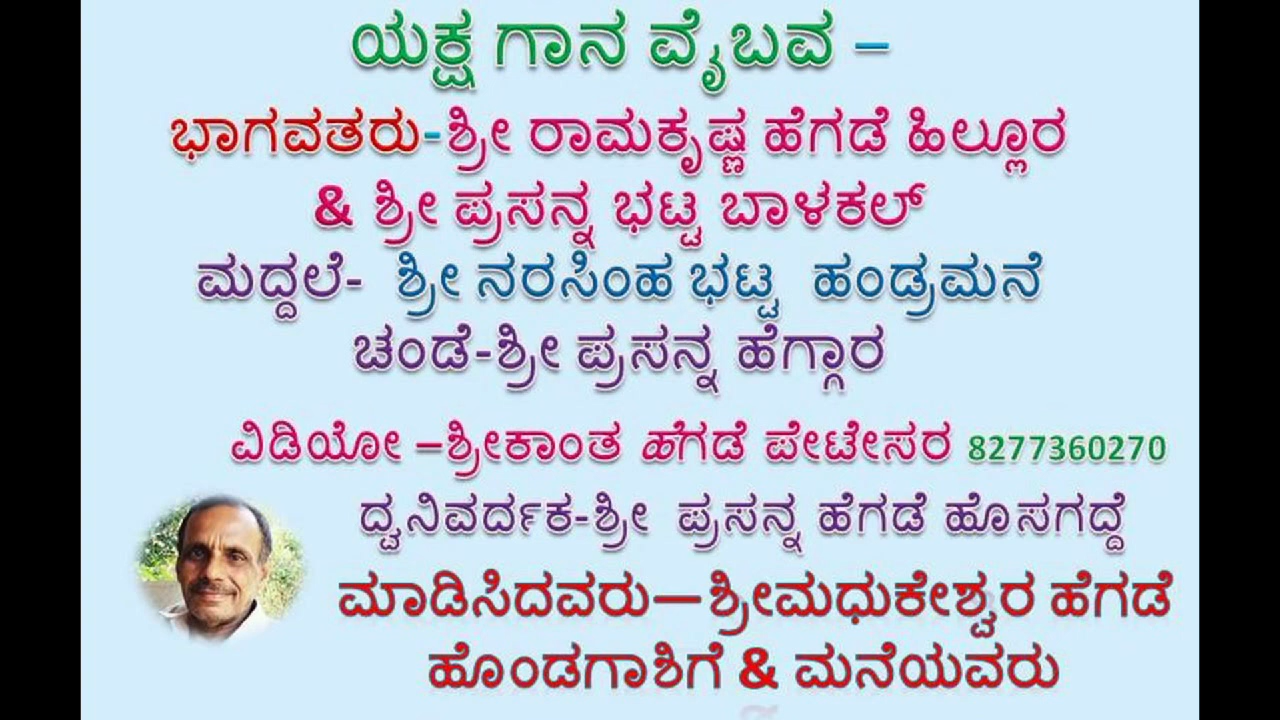 ಯಕ್ಷ ಗಾನ ವೈಬವ –
ಭಾಗವತರು-ಶ್ರೀ ರಾಮಕೃಷ್ಣ ಹೆಗಡೆ ಹಿಲ್ಲೂರ
& ಶ್ರೀ ಪ್ರಸನ್ನ ಭಟ್ಟ ಬಾಳಕಲ್
ಮದ್ದಲೆ- ಶ್ರೀ ನರಸಿಂಹ ಭಟ್ಟ ಹಂಡ್ರಮನೆ
ಚಂಡೆ-ಶ್ರೀ ಪ್ರಸನ್ನ ಹೆಗ್ಗಾರ
ವಿಡಿಯೋ –ಶ್ರೀಕಾಂತ ಹೆಗಡೆ ಪೇಟೇಸರ 8277360270
ದ್ವನಿವರ್ದಕ-ಶ್ರೀ ಪ್ರಸನ್ನ ಹೆಗಡೆ ಹೊಸಗದ್ದೆ
ಮಾಡಿಸಿದವರು—ಶ್ರೀಮಧುಕೇಶ್ವರ ಹೆಗಡೆ
ಹೊಂಡಗಾಶಿಗೆ & ಮನೆಯವರು